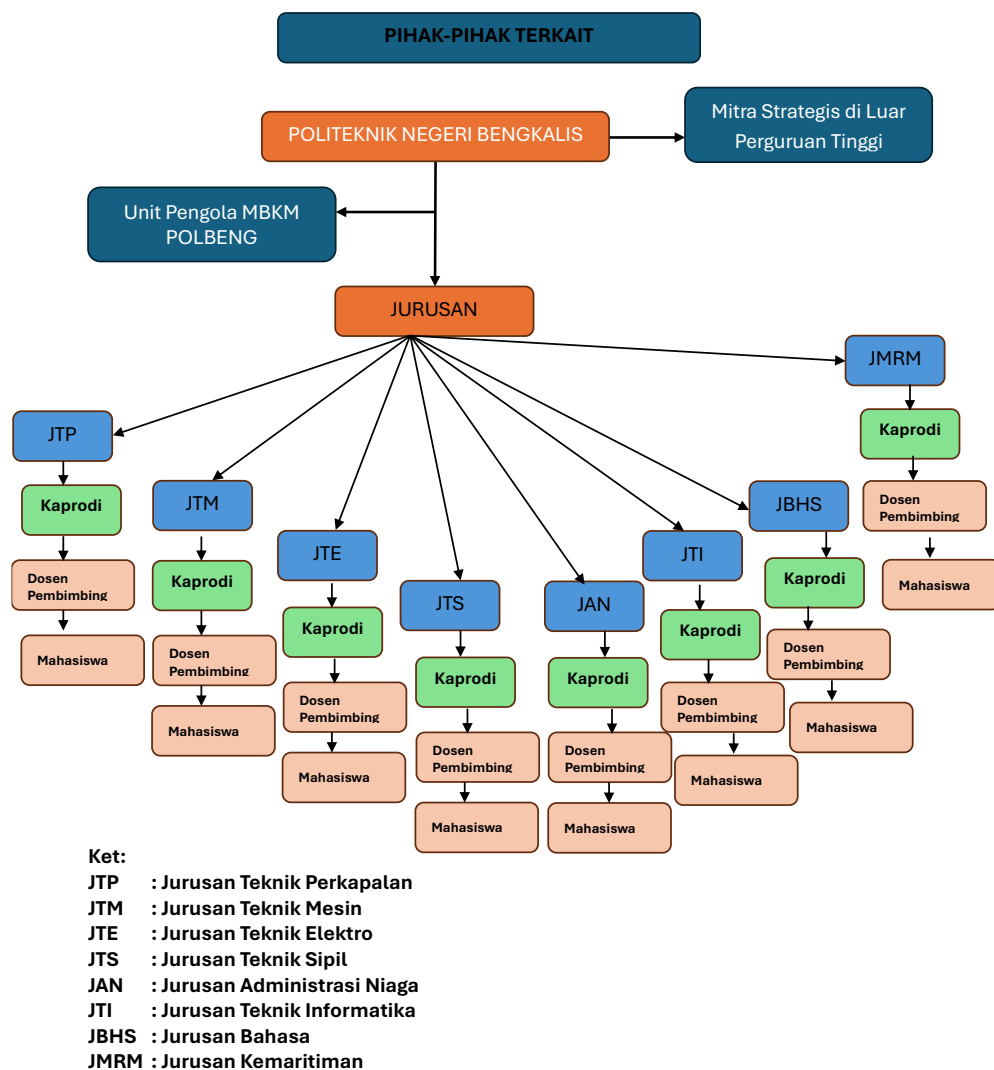 PIHAK-PIHAK TERKAIT
POLITEKNIK NEGERI BENGKALIS
Mitra Strategis di Luar
Perguruan Tinggi
Unit Pengola MBKM
POLBENG
JURUSAN
JTP
Kaprodi
Dosen
Pembimbing
Mahasiswa
JTM
Kaprodi
Dosen
Pembimbing
Mahasiswa
JTE
Kaprodi
Dosen
Pembimbing
Mahasiswa
JTS
Kaprodi
Dosen
Pembimbing
Mahasiswa
JAN
Kaprodi
Dosen
Pembimbing
Mahasiswa
JTI
Kaprodi
Dosen
Pembimbing
Mahasiswa
JBHS
Kaprodi
Dosen
Pembimbing
Mahasiswa
JMRM
Kaprodi
Dosen
Pembimbing
Mahasiswa
Ket:
JTP : Jurusan Teknik Perkapalan
JTM : Jurusan Teknik Mesin
JTE : Jurusan Teknik Elektro
JTS : Jurusan Teknik Sipil
JAN : Jurusan Administrasi Niaga
JTI : Jurusan Teknik Informatika
JBHS : Jurusan Bahasa
JMRM : Jurusan Kemaritiman